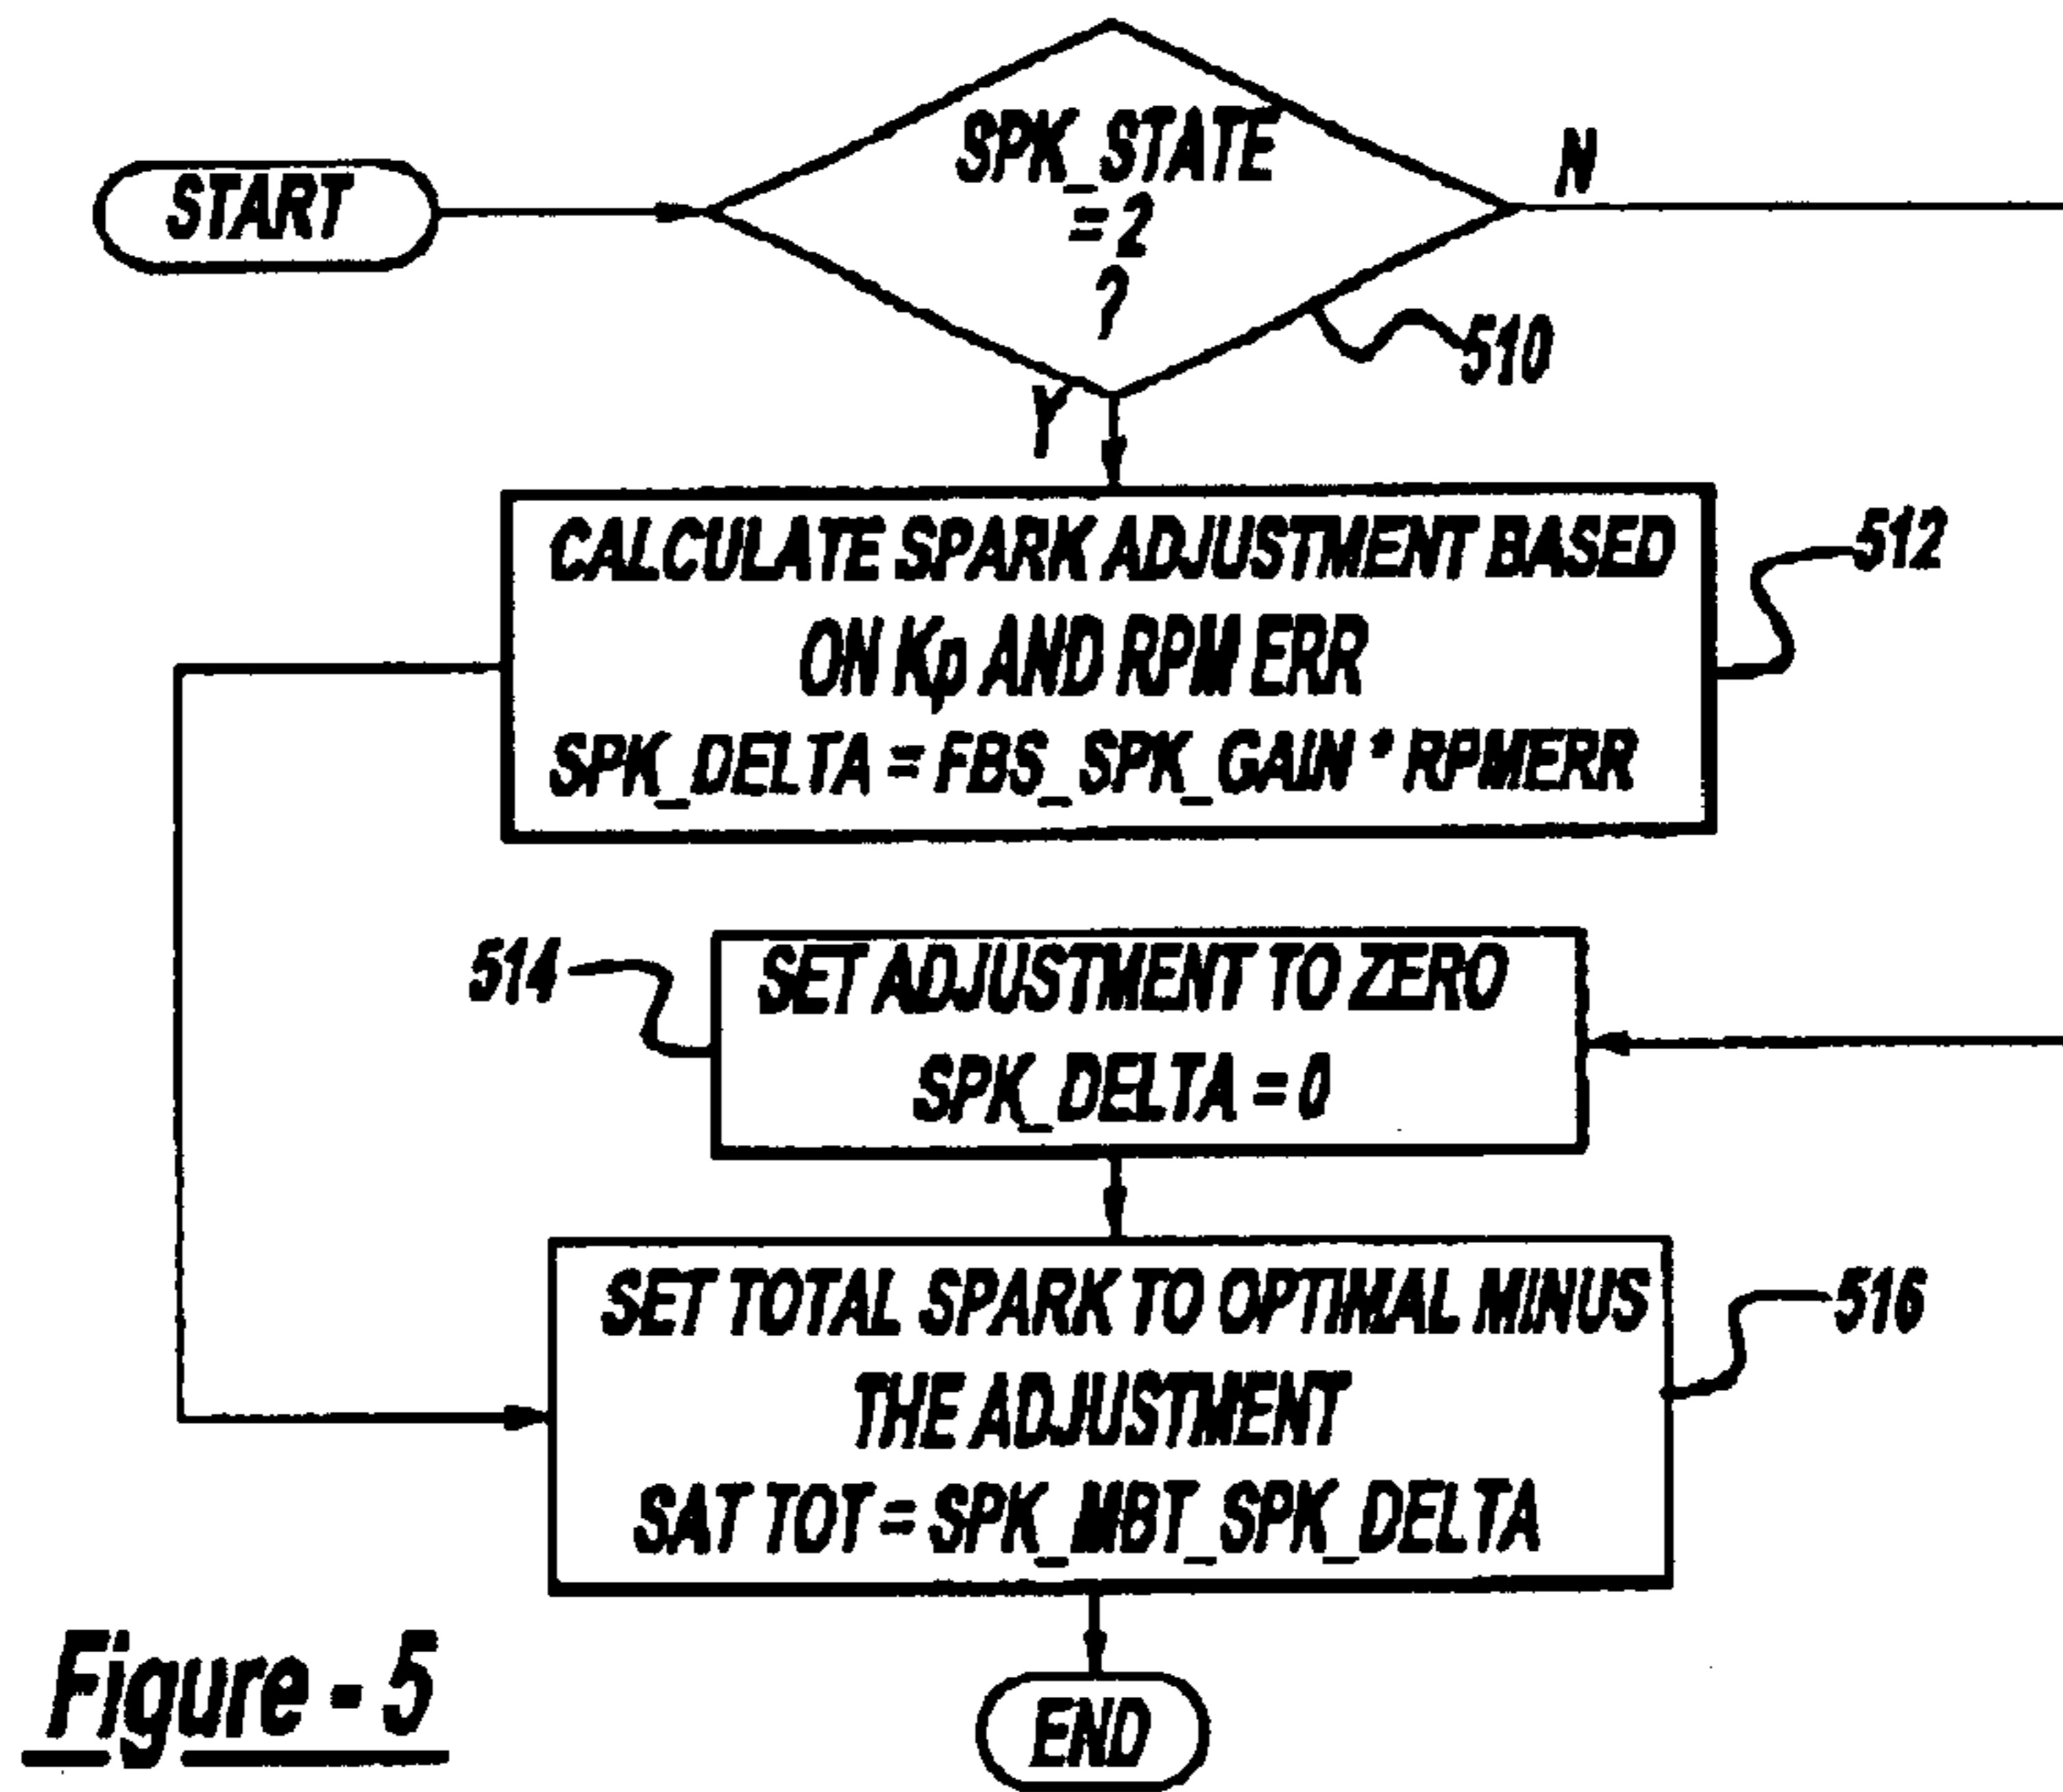 START
SPK_STATE
=2
?
N
510
Y
CALCULATE SPARK ADJUSTMENT BASED
ON Kp AND RPM ERR
SPK_DELTA = FBS_SPK_GAIN * RPMERR
512
514
SET ADJUSTMENT TO ZERO
SPK_DELTA = 0
SET TOTAL SPARK TO OPTIMAL MINUS
THE ADJUSTMENT
SAT TOT = SPK_MBT_SPK_DELTA
516
END
Figure - 5